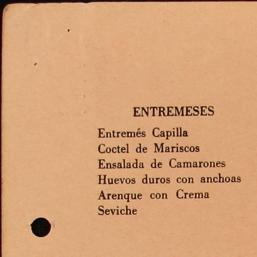 ENTREMESES
Entremés Capilla
Coctel de Mariscos
Ensalada de Camarones
Huevos duros con anchoas
Arenque con Crema
Seviche